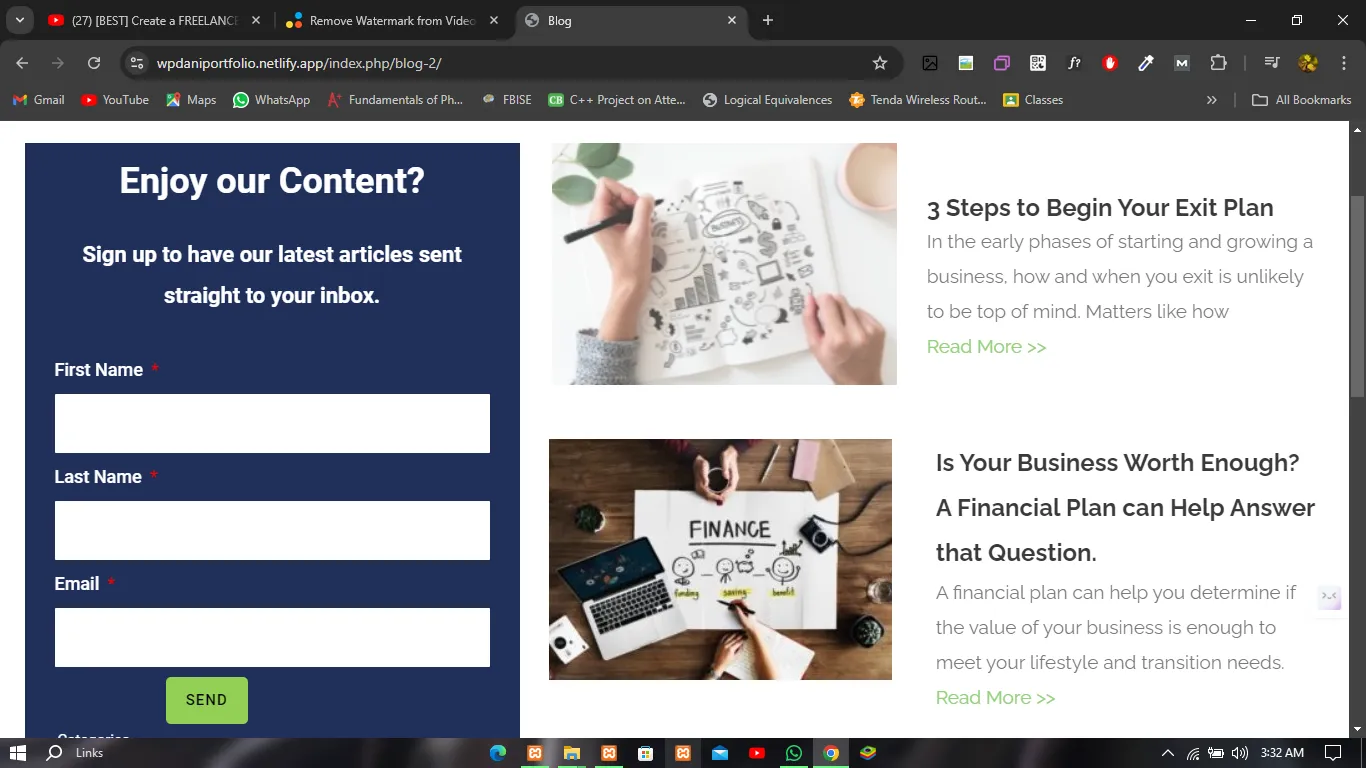 (27) [BEST] Create a FREELANCE
Remove Watermark from Video
Blog
wpdaniportfolio.netlify.app/index.php/blog-2/
Gmail
YouTube
Maps
WhatsApp
Fundamentals of Ph...
FBISE
C++ Project on Atte...
Logical Equivalences
Tenda Wireless Rout...
Classes
All Bookmarks
Enjoy our Content?
Sign up to have our latest articles sent
straight to your inbox.
First Name *
Last Name *
Email *
SEND
Categories
3 Steps to Begin Your Exit Plan
In the early phases of starting and growing a
business, how and when you exit is unlikely
to be top of mind. Matters like how
Read More >>
FINANCE
funding
saving
benefit
Is Your Business Worth Enough?
A Financial Plan can Help Answer
that Question.
A financial plan can help you determine if
the value of your business is enough to
meet your lifestyle and transition needs.
Read More >>
Links
3:32 AM